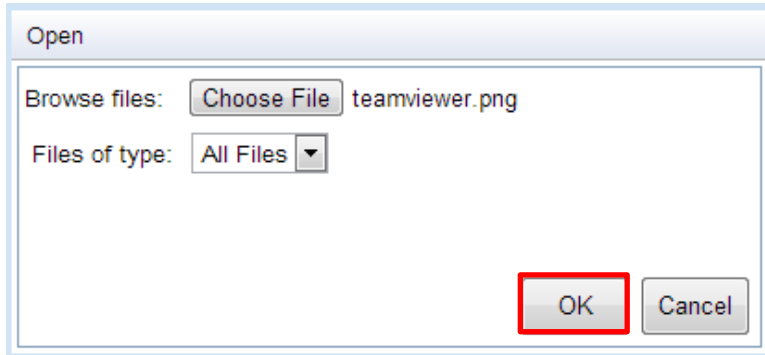 Open
Browse files: Choose File teamviewer.png
Files of type: All Files
OK Cancel